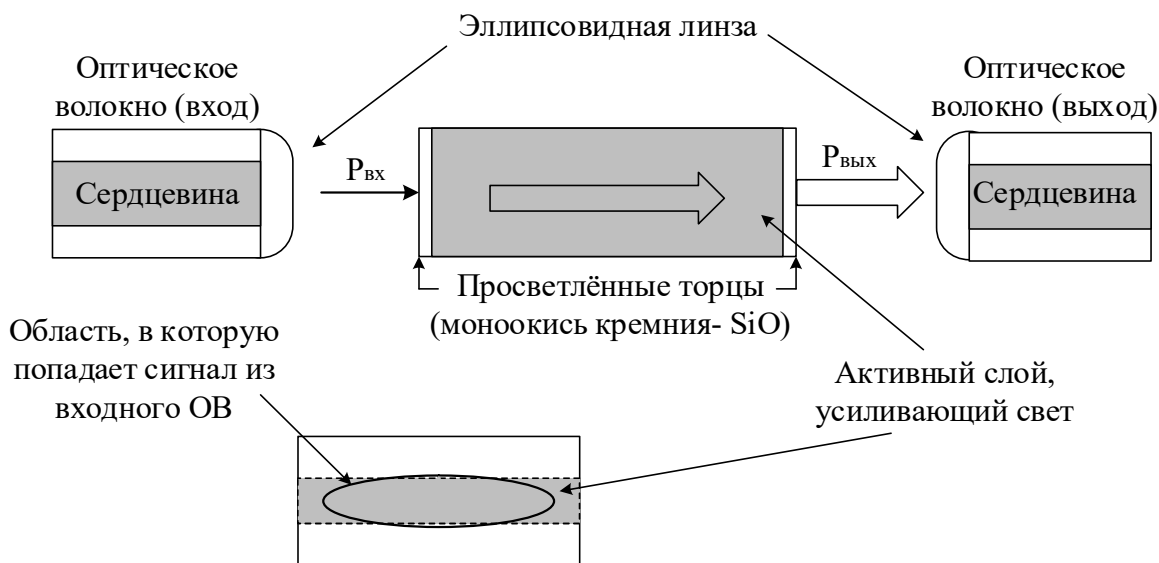 Эллипсовидная линза
Оптическое
волокно (вход)
Оптическое
волокно (выход)
Сердцевина
Pвх
Pвых
Сердцевина
Просветлённые торцы
(моноокись кремния- SiO)
Область, в которую
попадает сигнал из
входного ОВ
Активный слой,
усиливающий свет